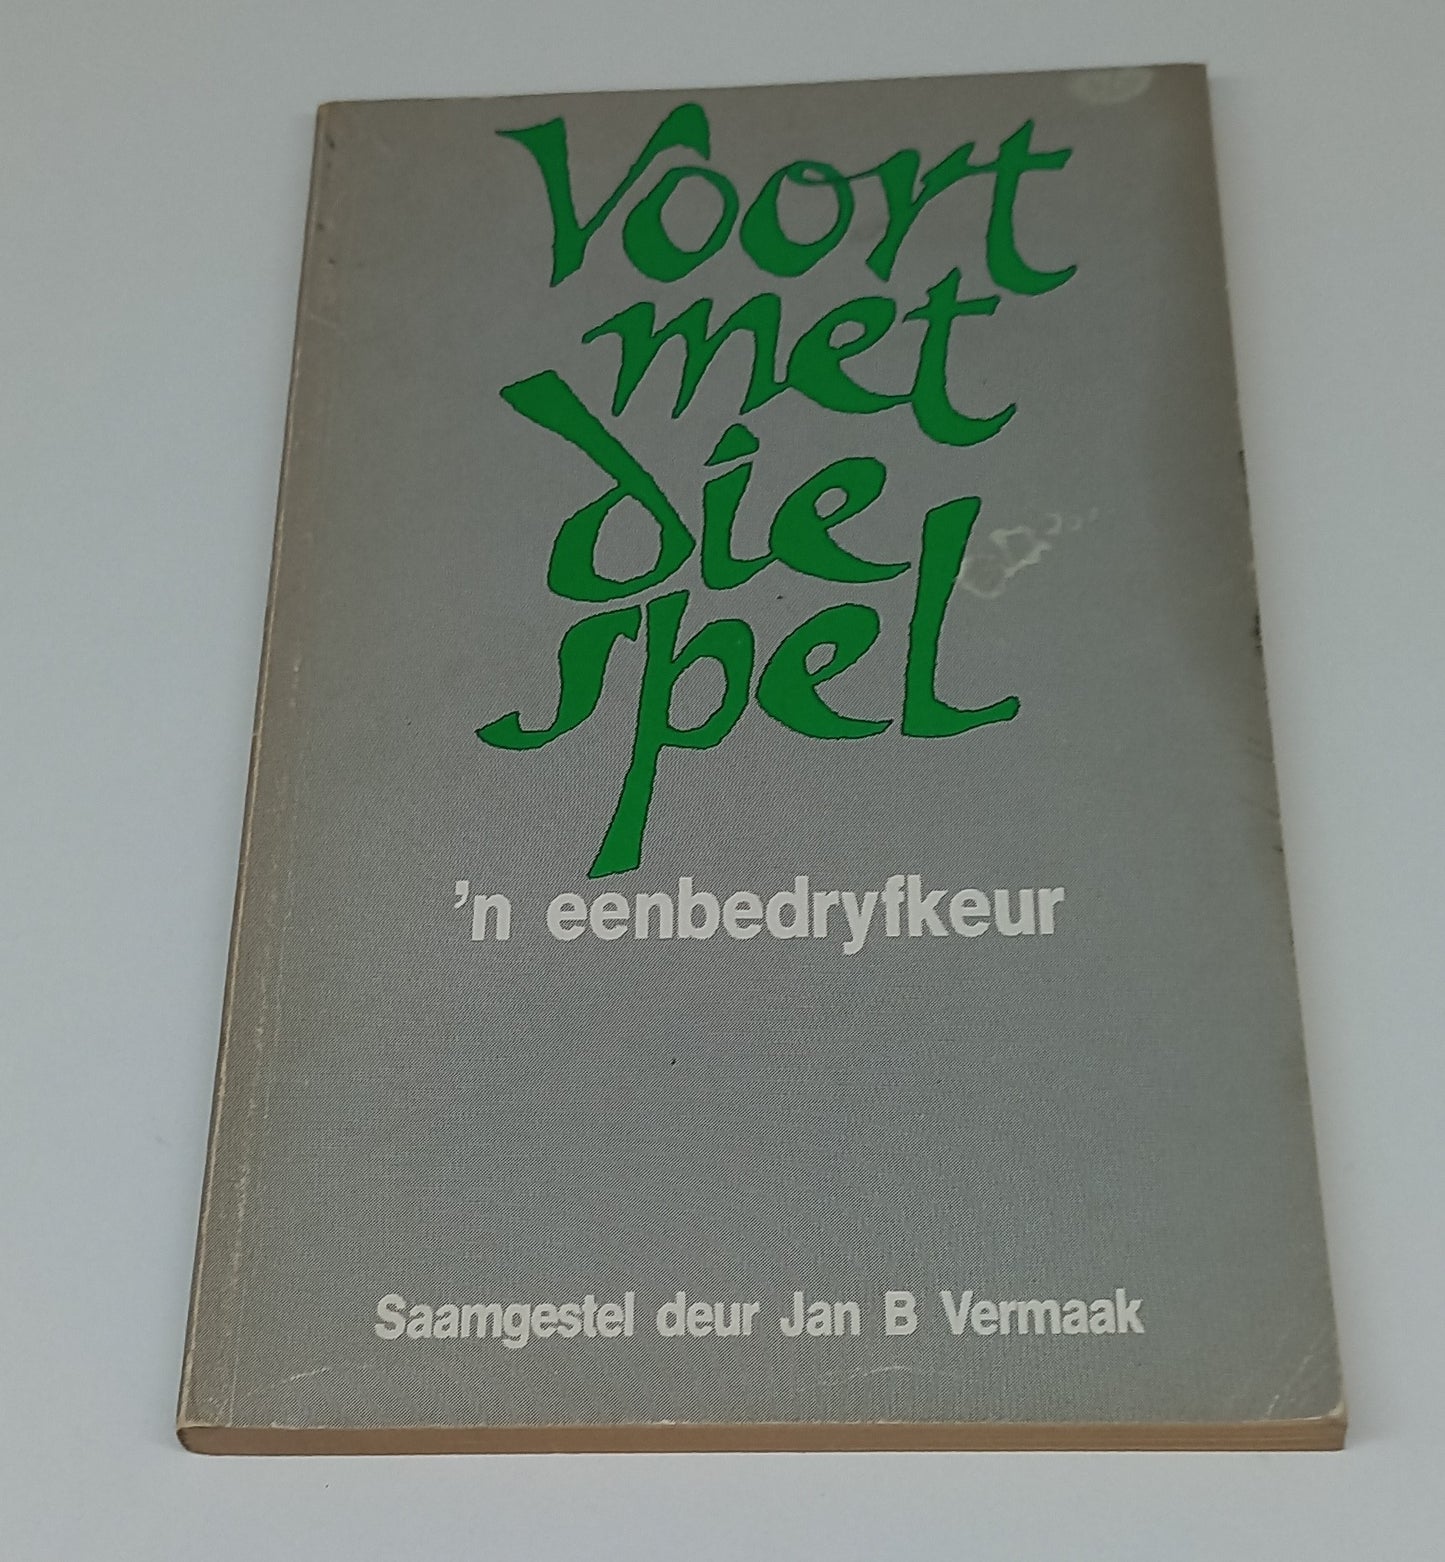 Voort
met
die
spel
’n eenbedryfkeur
Saamgestel deur Jan B Vermaak